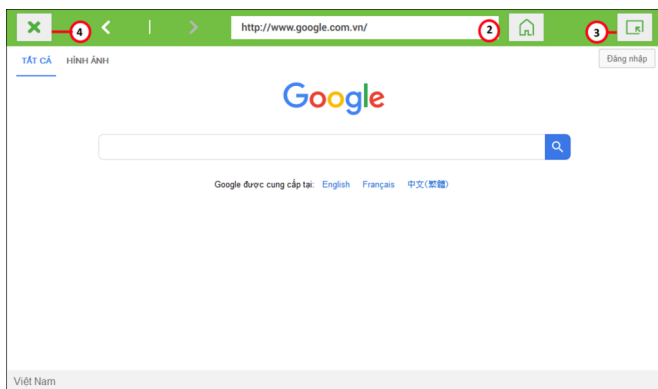 4
http://www.google.com.vn/
2
3
TẤT CẢ HÌNH ẢNH
Đăng nhập
Google
Google được cung cấp tại: English Français 中文(繁體)
Việt Nam